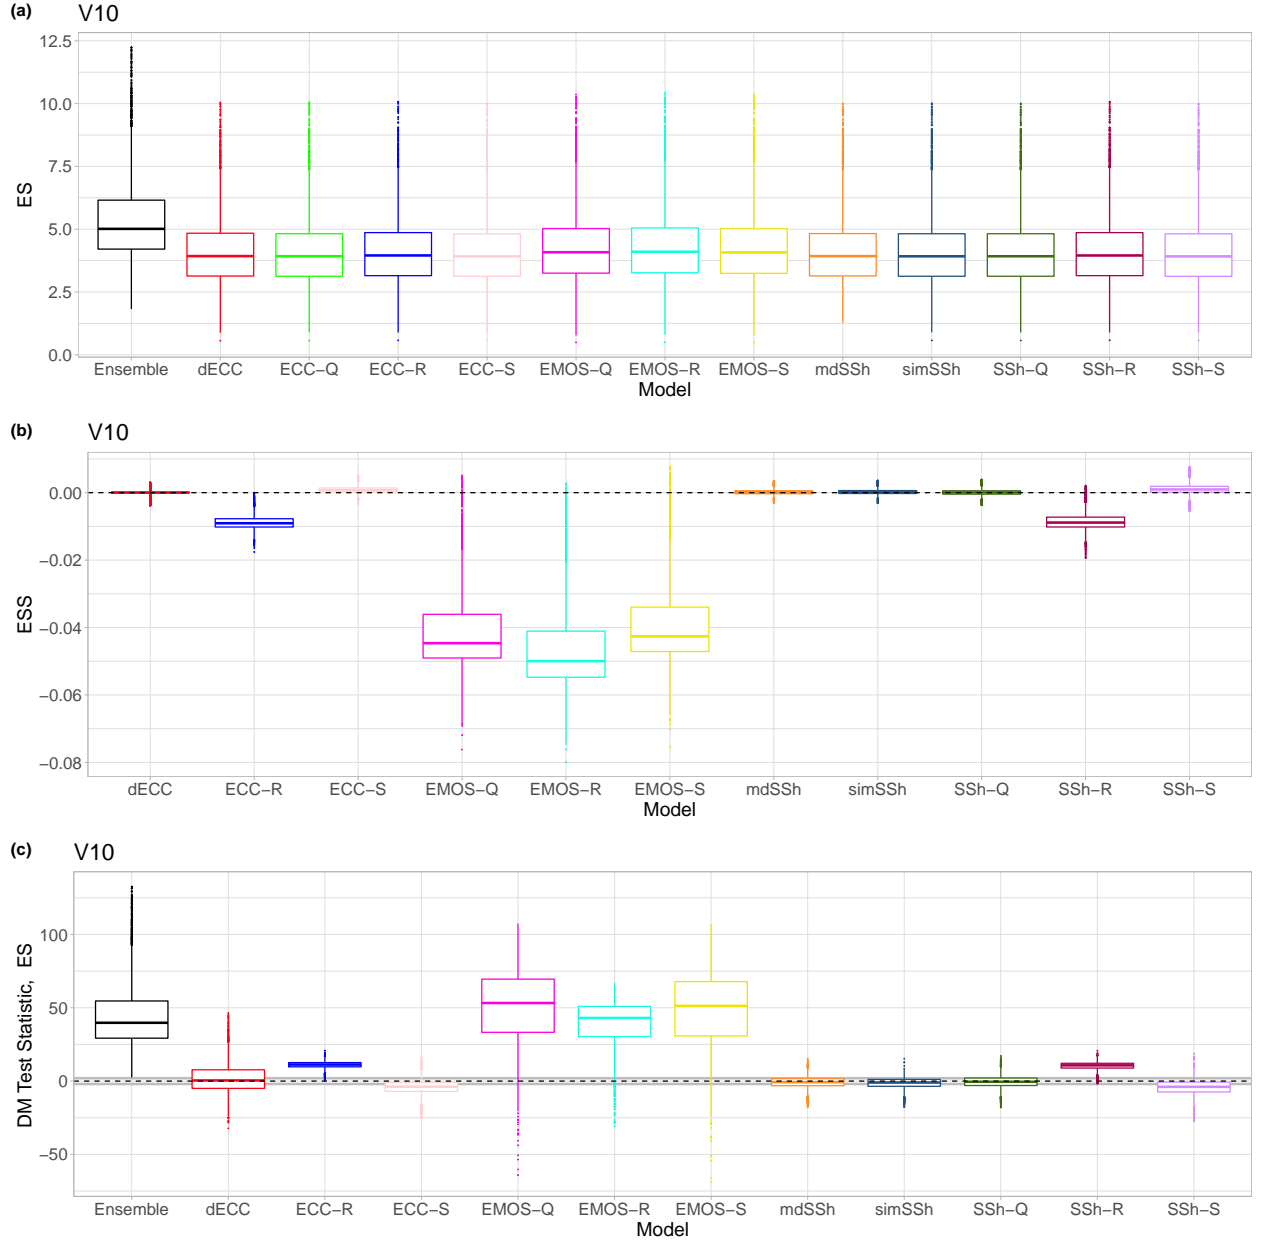 (a) V10
12.5
10.0
7.5
5.0
2.5
0.0
ES
Ensemble dECC ECC−Q ECC−R ECC−S EMOS−Q EMOS−R EMOS−S mdSSh simSSh SSh−Q SSh−R SSh−S
Model
(b) V10
0.00
−0.02
−0.04
−0.06
−0.08
ESS
dECC ECC−R ECC−S EMOS−Q EMOS−R EMOS−S mdSSh simSSh SSh−Q SSh−R SSh−S
Model
(c) V10
100
50
0
−50
DM Test Statistic, ES
Ensemble dECC ECC−R ECC−S EMOS−Q EMOS−R EMOS−S mdSSh simSSh SSh−Q SSh−R SSh−S
Model